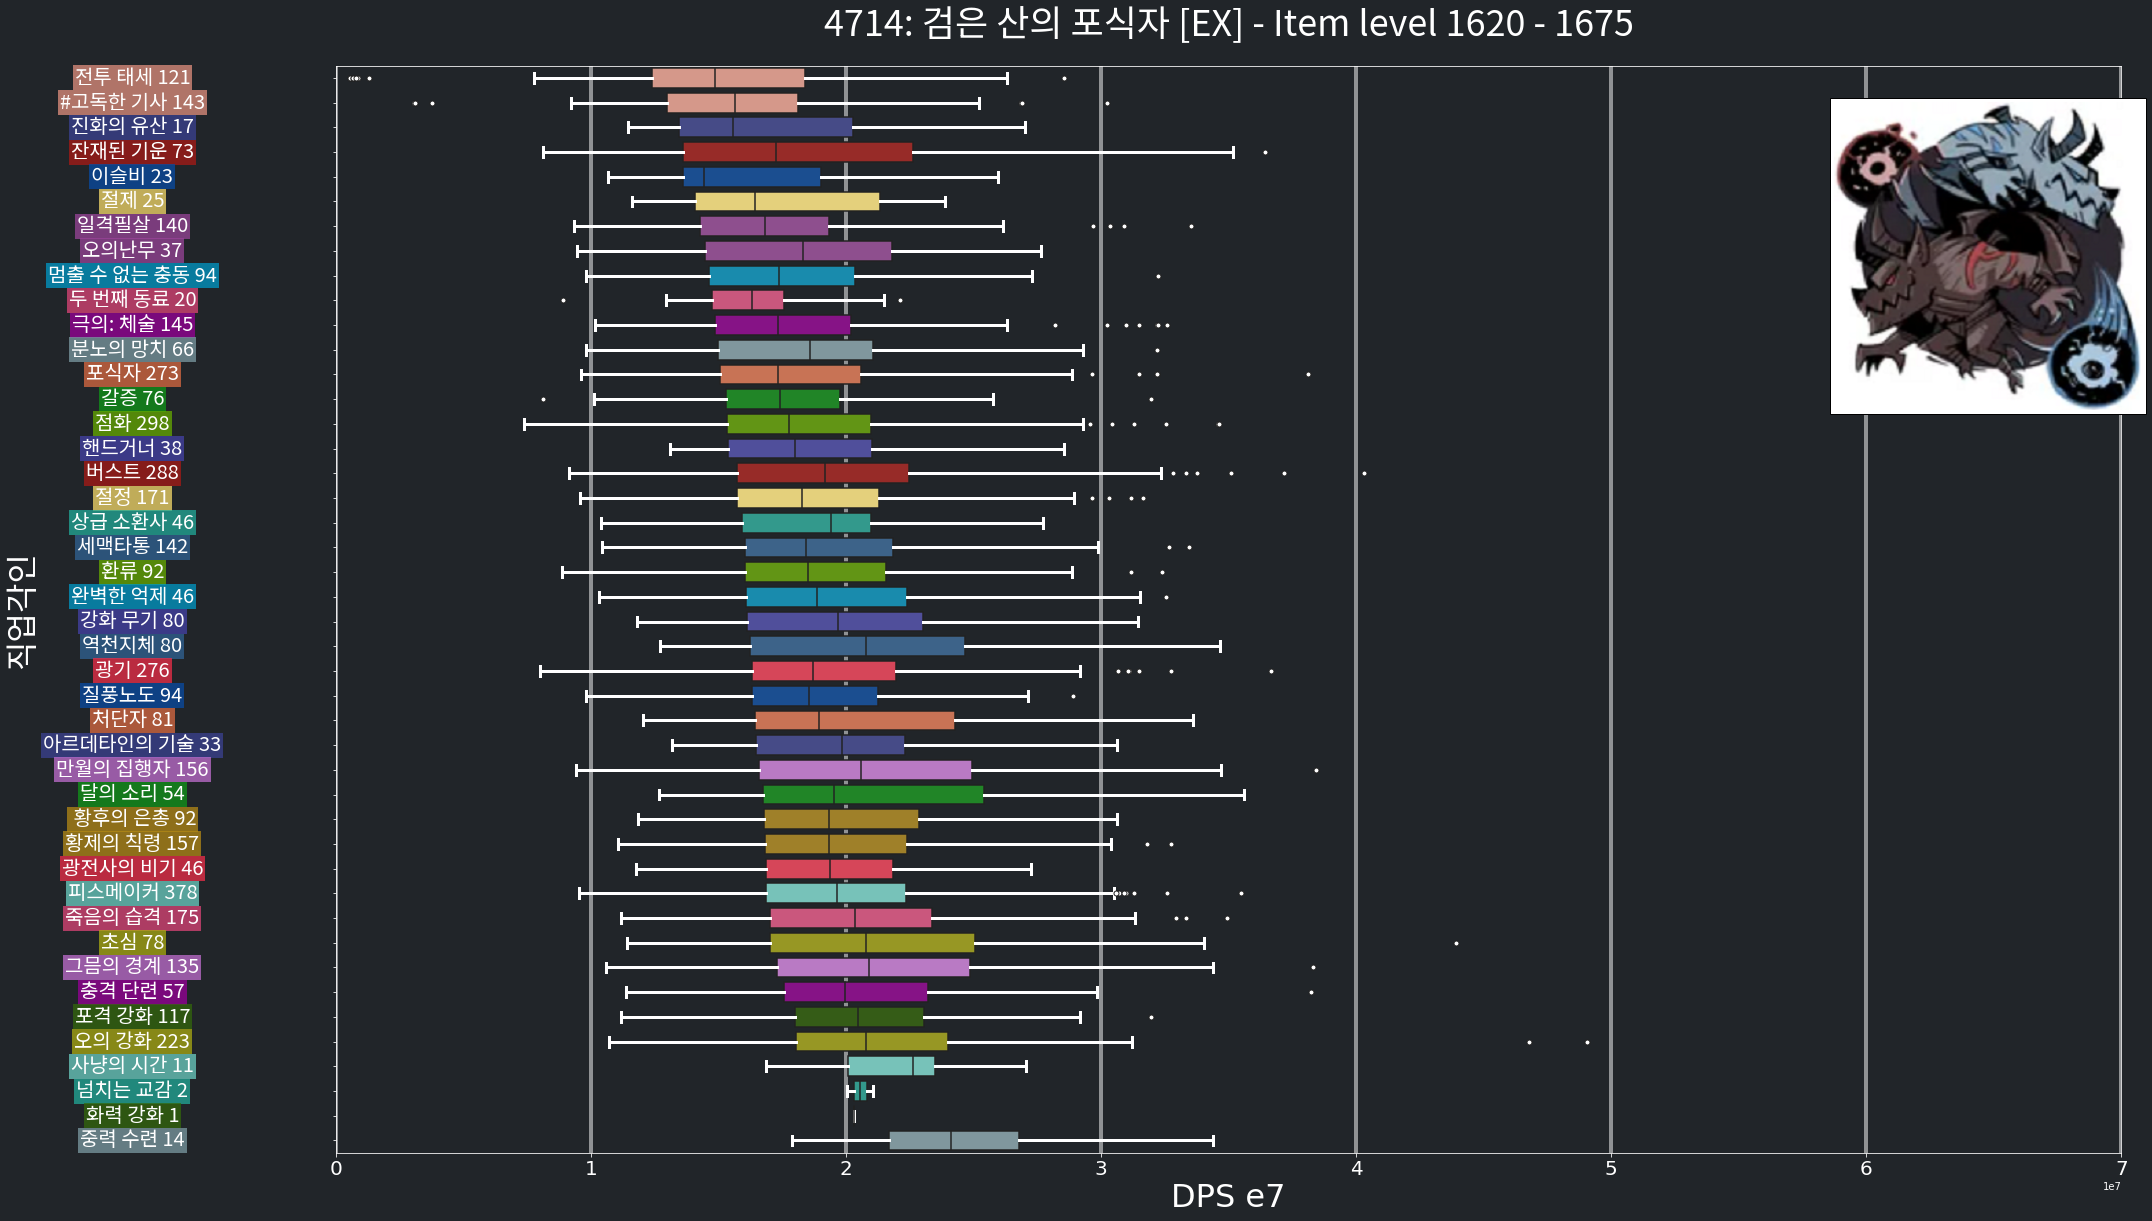 4714: 검은 산의 포식자 [EX] - Item level 1620 - 1675
직업각인
전투 태세 121
#고독한 기사 143
진화의 유산 17
잔재된 기운 73
이슬비 23
절제 25
일격필살 140
오의난무 37
멈출 수 없는 충동 94
두 번째 동료 20
극의: 체술 145
분노의 망치 66
포식자 273
갈증 76
점화 298
핸드거너 38
버스트 288
절정 171
상급 소환사 46
세맥타통 142
환류 92
완벽한 억제 46
강화 무기 80
역천지체 80
광기 276
질풍노도 94
처단자 81
아르데타인의 기술 33
만월의 집행자 156
달의 소리 54
황후의 은총 92
황제의 칙령 157
광전사의 비기 46
피스메이커 378
죽음의 습격 175
초심 78
그믐의 경계 135
충격 단련 57
포격 강화 117
오의 강화 223
사냥의 시간 11
넘치는 교감 2
화력 강화 1
중력 수련 14
0 1 2 3 4 5 6 7
1e7
DPS e7